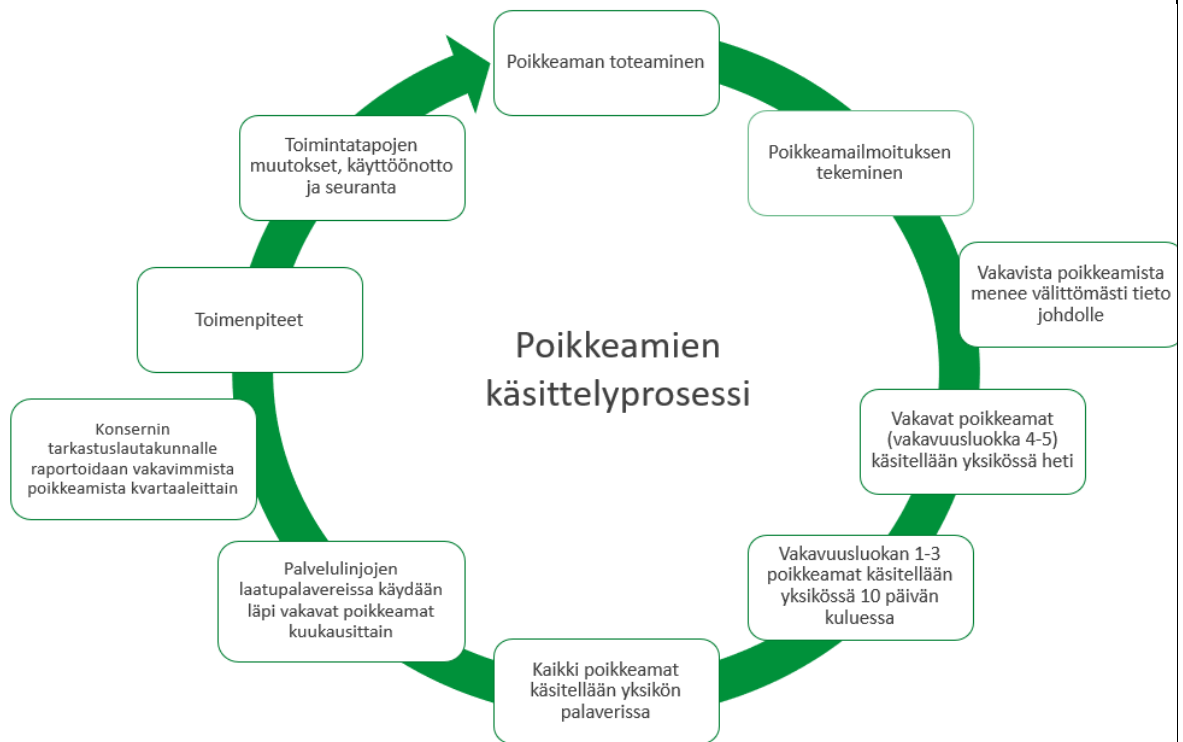 Poikkeaman toteaminen
Poikkeamailmoituksen
tekeminen
Vakavista poikkeamista
menee välittömästi tieto
johdolle
Vakavat poikkeamat
(vakavuusluokka 4-5)
käsitellään yksikössä heti
Vakavuusluokan 1-3
poikkeamat käsitellään
yksikössä 10 päivän
kuluessa
Kaikki poikkeamat
käsitellään yksikön
palaverissa
Palvelulinjojen
laatupalavereissa käydään
läpi vakavat poikkeamat
kuukausittain
Konsernin
tarkastuslautakunnalle
raportoidaan vakavimmista
poikkeamista kvartaaleittain
Toimenpiteet
Toimintatapojen
muutokset, käyttöönotto
ja seuranta
Poikkeamien
käsittelyprosessi